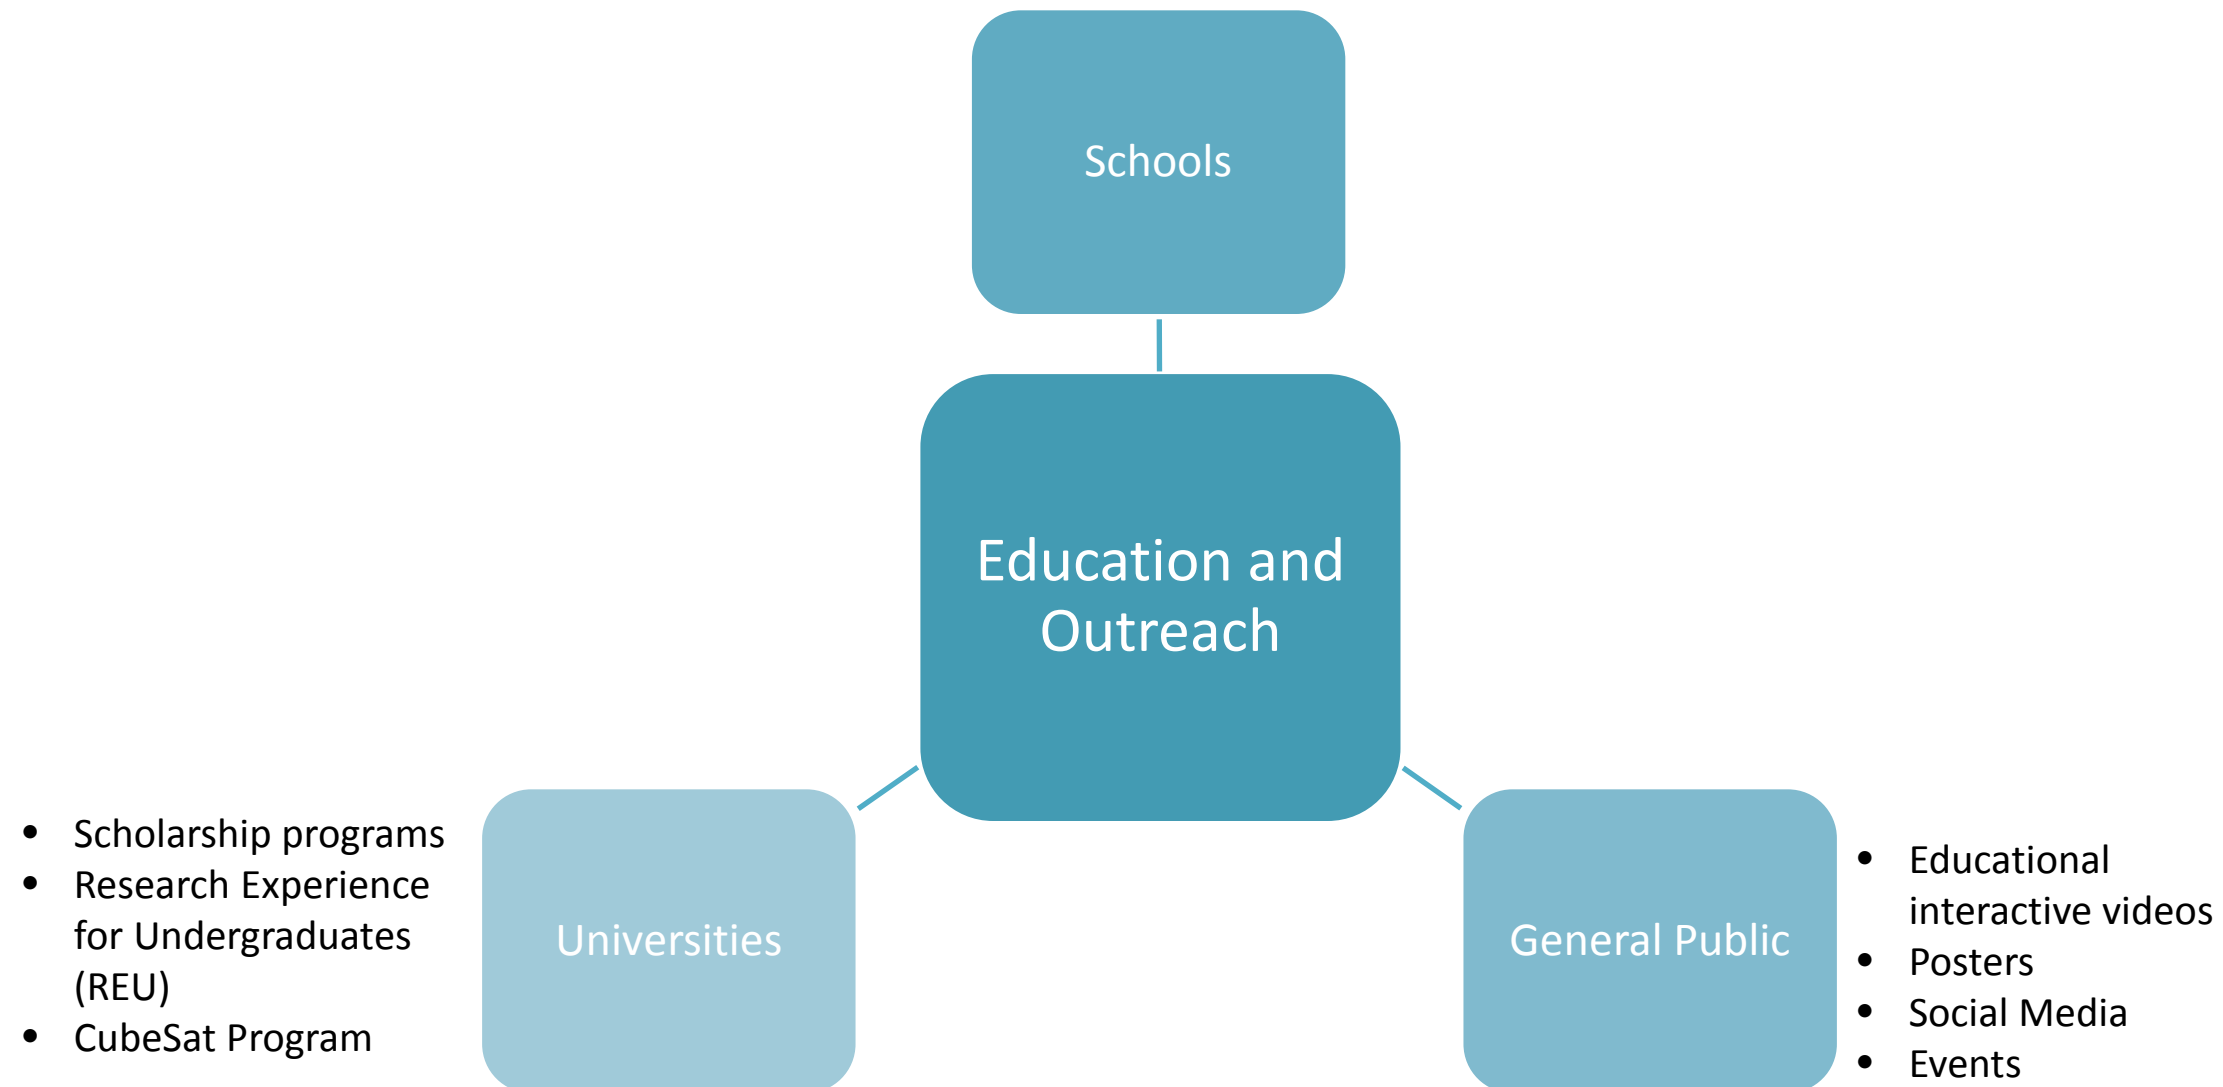 Schools
Education and
Outreach
• Scholarship programs
• Research Experience
for Undergraduates
(REU)
• CubeSat Program
Universities
General Public
• Educational
interactive videos
• Posters
• Social Media
• Events